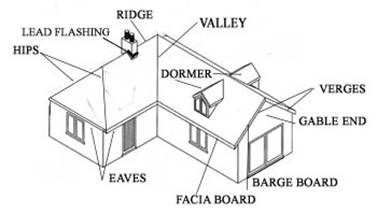 RIDGE
VALLEY
LEAD FLASHING
HIPS
DORMER
VERGES
GABLE END
EAVES
BARGE BOARD
FACIA BOARD